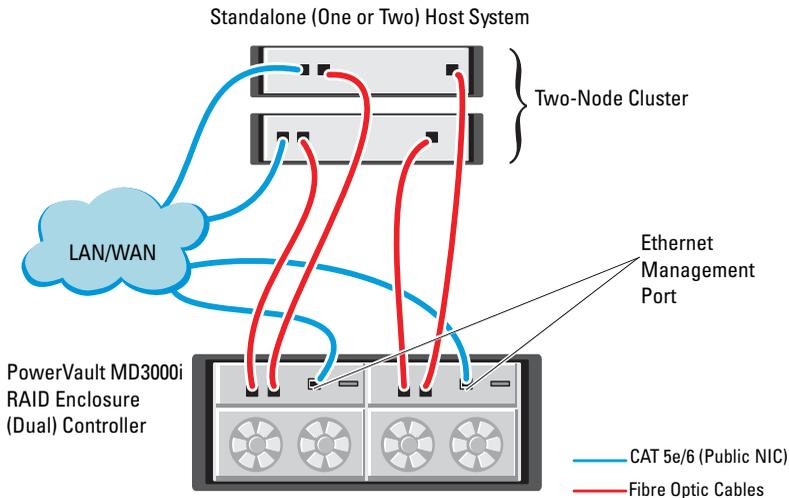 Standalone (One or Two) Host System
Two-Node Cluster
LAN/WAN
Ethernet
Management
Port
PowerVault MD3000i
RAID Enclosure
(Dual) Controller
CAT 5e/6 (Public NIC)
Fibre Optic Cables